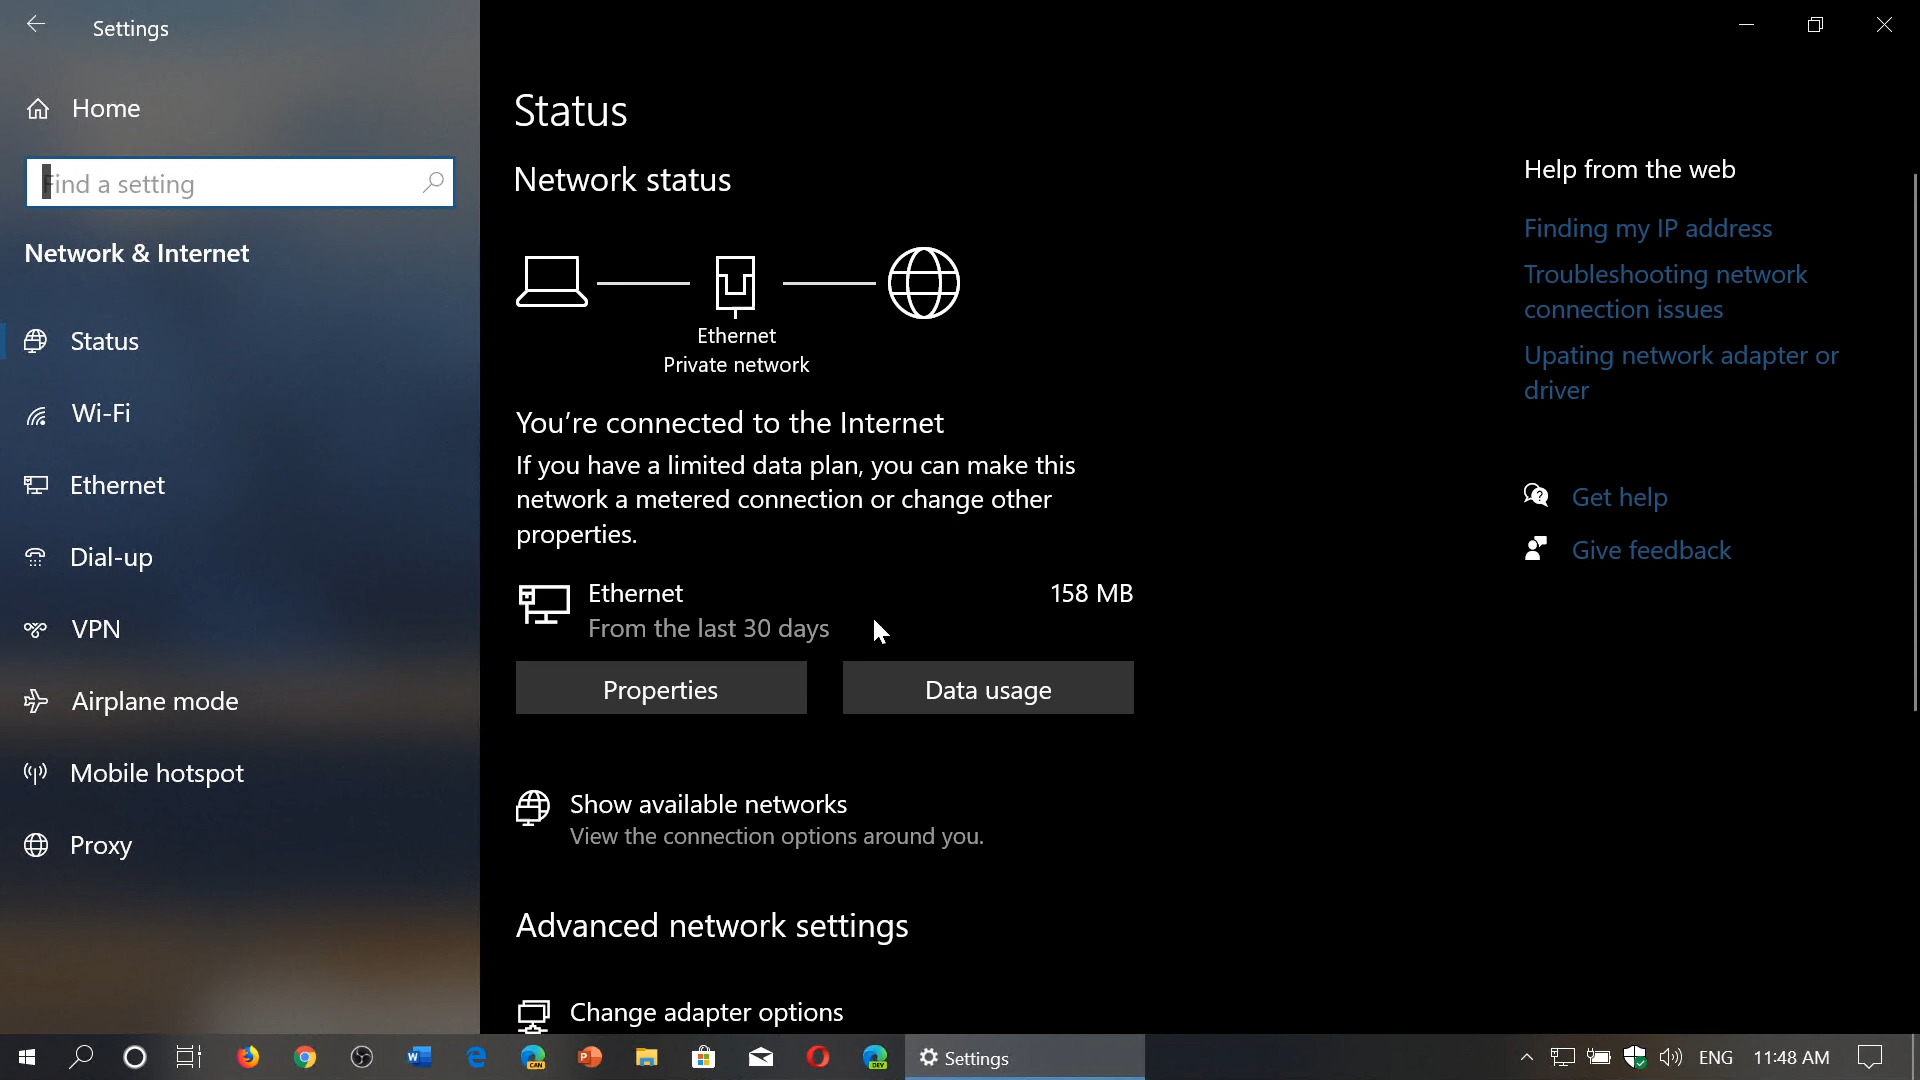 Settings
Home
Find a setting
Network & Internet
Status
Wi-Fi
Ethernet
Dial-up
VPN
Airplane mode
Mobile hotspot
Proxy
Status
Network status
Ethernet
Private network
You’re connected to the Internet
If you have a limited data plan, you can make this
network a metered connection or change other
properties.
Ethernet
158 MB
From the last 30 days
Properties
Data usage
Show available networks
View the connection options around you.
Advanced network settings
Change adapter options
Help from the web
Finding my IP address
Troubleshooting network
connection issues
Upating network adapter or
driver
Get help
Give feedback
W
CAN
P
DEV
Settings
ENG
11:48 AM